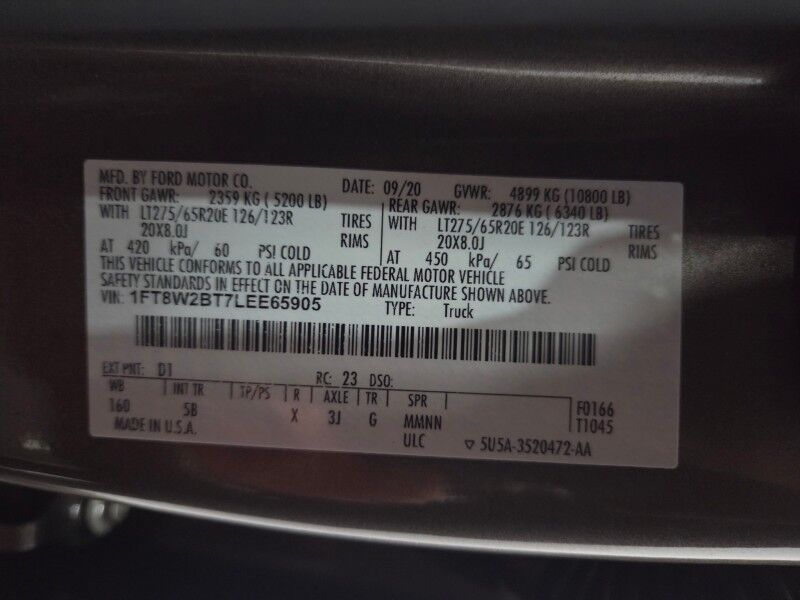 MFD. BY FORD MOTOR CO. DATE: 09/20 GVWR: 4899 KG (10800 LB)
FRONT GAWR: 2359 KG ( 5200 LB) REAR GAWR: 2876 KG ( 6340 LB)
WITH LT275/65R20E 126/123R TIRES WITH LT275/65R20E 126/123R TIRES
20X8.0J RIMS 20X8.0J RIMS
AT 420 kPa/ 60 PSI COLD AT 450 kPa/ 65 PSI COLD
THIS VEHICLE CONFORMS TO ALL APPLICABLE FEDERAL MOTOR VEHICLE
SAFETY STANDARDS IN EFFECT ON THE DATE OF MANUFACTURE SHOWN ABOVE.
VIN: 1FT8W2BT7LEE65905 TYPE: Truck
EXT PNT: D1 RC: 23 DSO:
WB INT TR TP/PS R AXLE TR SPR F0166
160 5B X 3J G MMNN T1045
MADE IN U.S.A. ULC ▽ 5U5A-3520472-AA